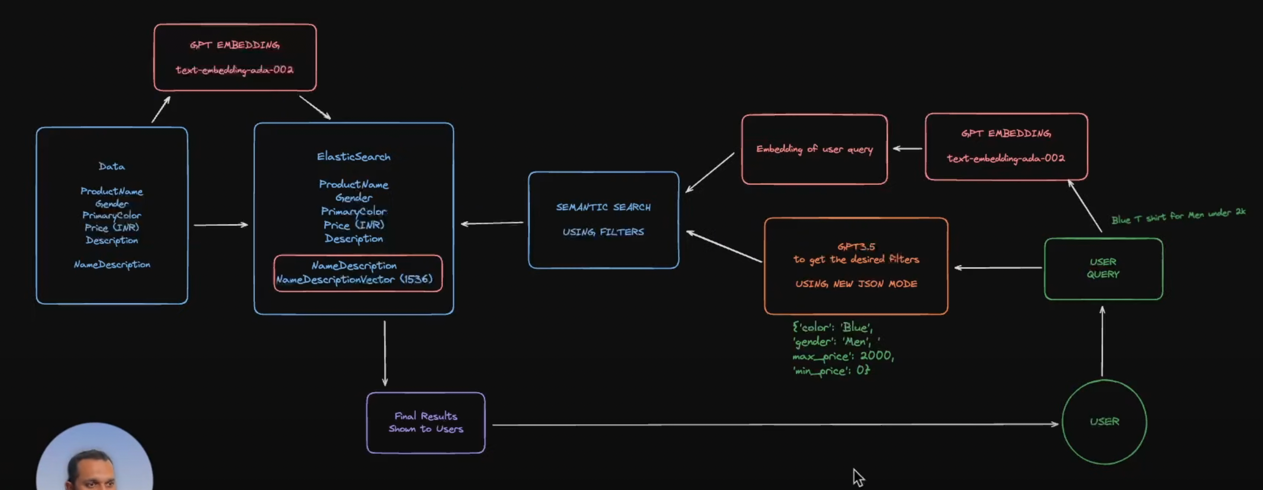 GPT EMBEDDING
text-embedding-ada-002
Data
ProductName
Gender
PrimaryColor
Price (INR)
Description
NameDescription
ElasticSearch
ProductName
Gender
PrimaryColor
Price (INR)
Description
NameDescription
NameDescriptionVector (1536)
SEMANTIC SEARCH
USING FILTERS
Embedding of user query
GPT EMBEDDING
text-embedding-ada-002
Blue T shirt for Men under 2k
GPT3.5
to get the desired filters
USING NEW JSON MODE
{'color': 'Blue',
'gender': 'Men', '
max_price': 2000,
'min_price': 0}
USER
QUERY
USER
Final Results
Shown to Users